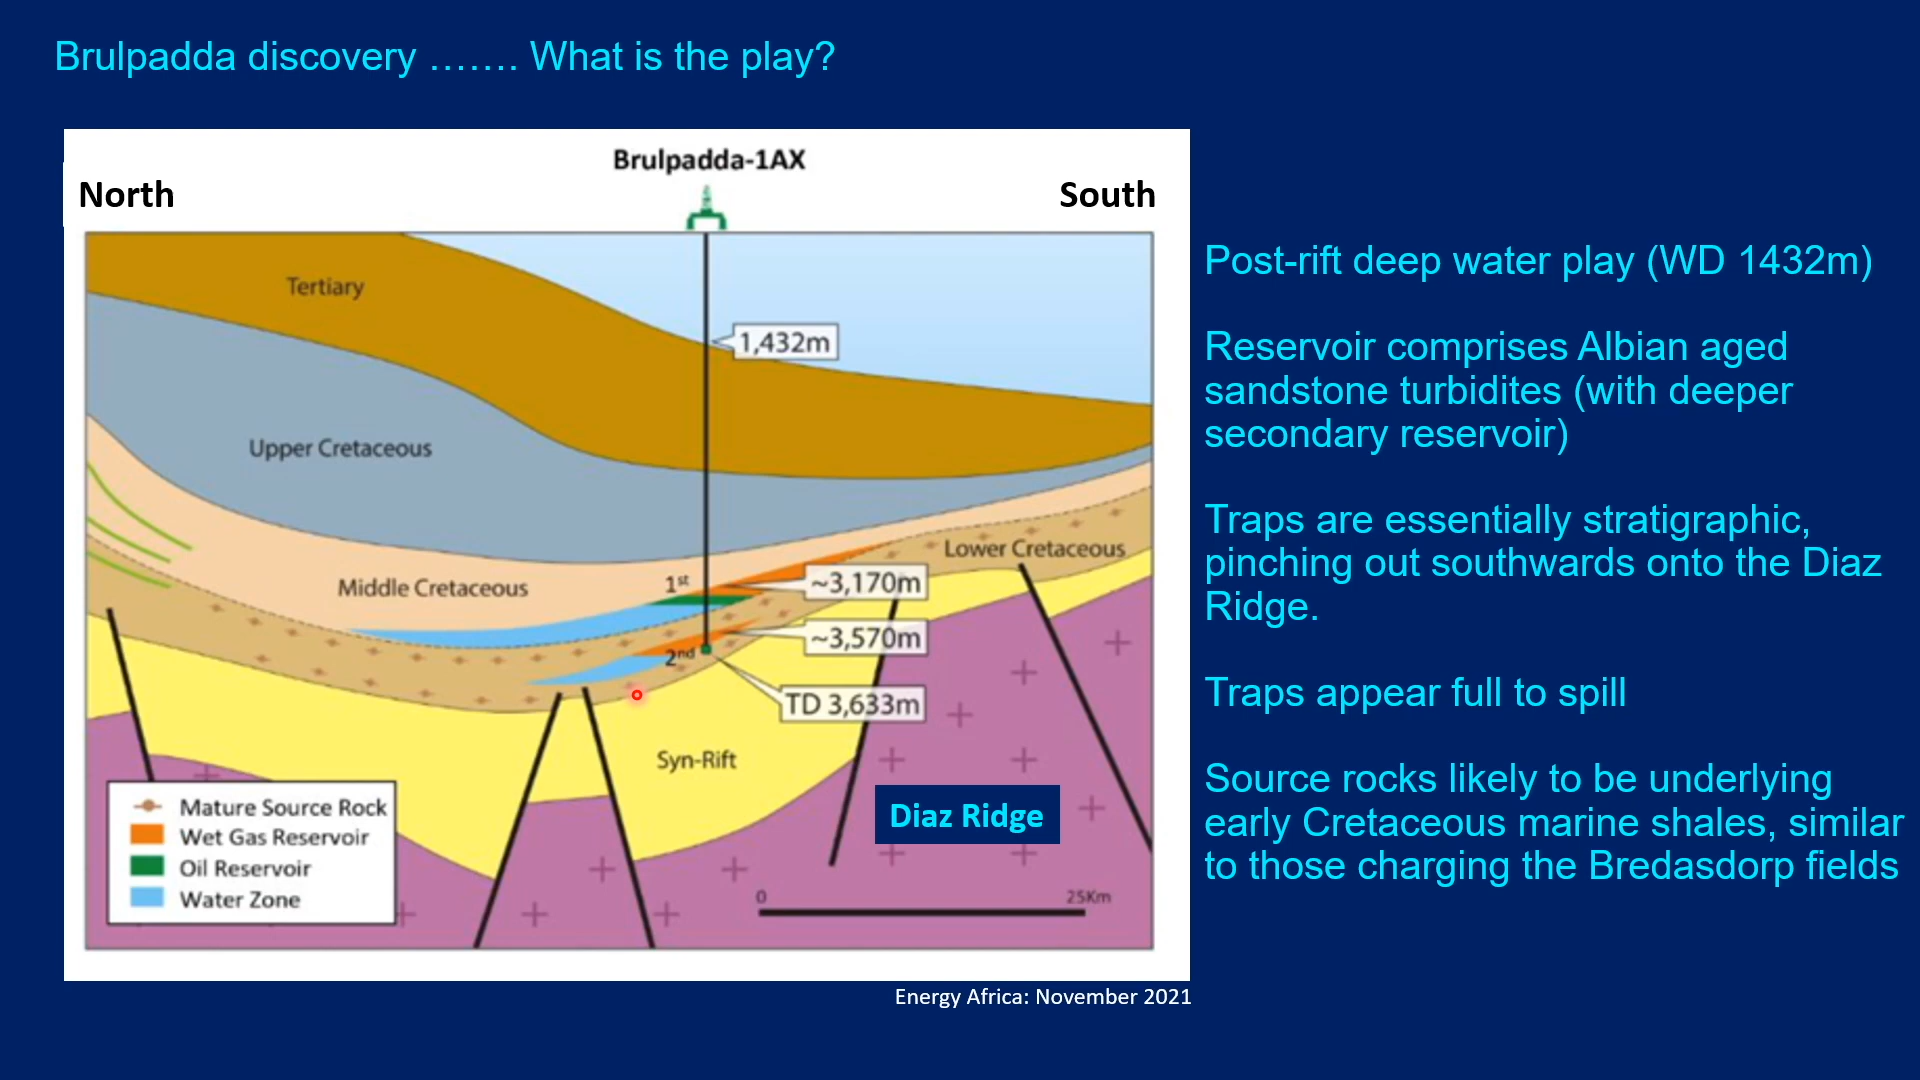 Brulpadda discovery ……. What is the play?
Brulpadda-1AX
North
South
Tertiary
1,432m
Upper Cretaceous
Lower Cretaceous
1st
~3,170m
Middle Cretaceous
~3,570m
2nd
TD 3,633m
Syn-Rift
Mature Source Rock
Wet Gas Reservoir
Oil Reservoir
Water Zone
Diaz Ridge
0
25Km
Energy Africa: November 2021
Post-rift deep water play (WD 1432m)
Reservoir comprises Albian aged
sandstone turbidites (with deeper
secondary reservoir)
Traps are essentially stratigraphic,
pinching out southwards onto the Diaz
Ridge.
Traps appear full to spill
Source rocks likely to be underlying
early Cretaceous marine shales, similar
to those charging the Bredasdorp fields